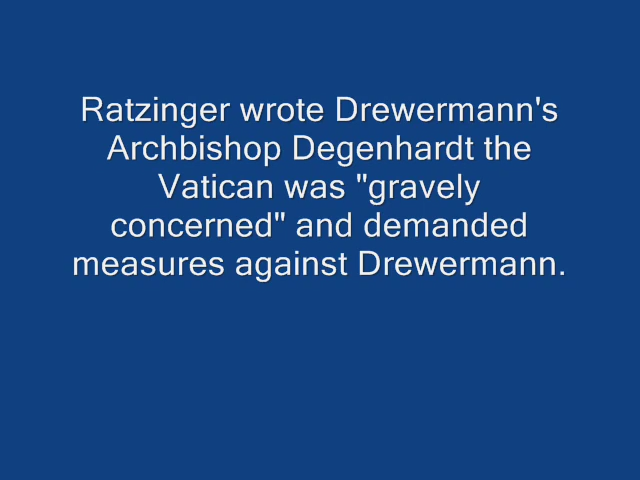 Ratzinger wrote Drewermann's
Archbishop Degenhardt the
Vatican was "gravely
concerned" and demanded
measures against Drewermann.